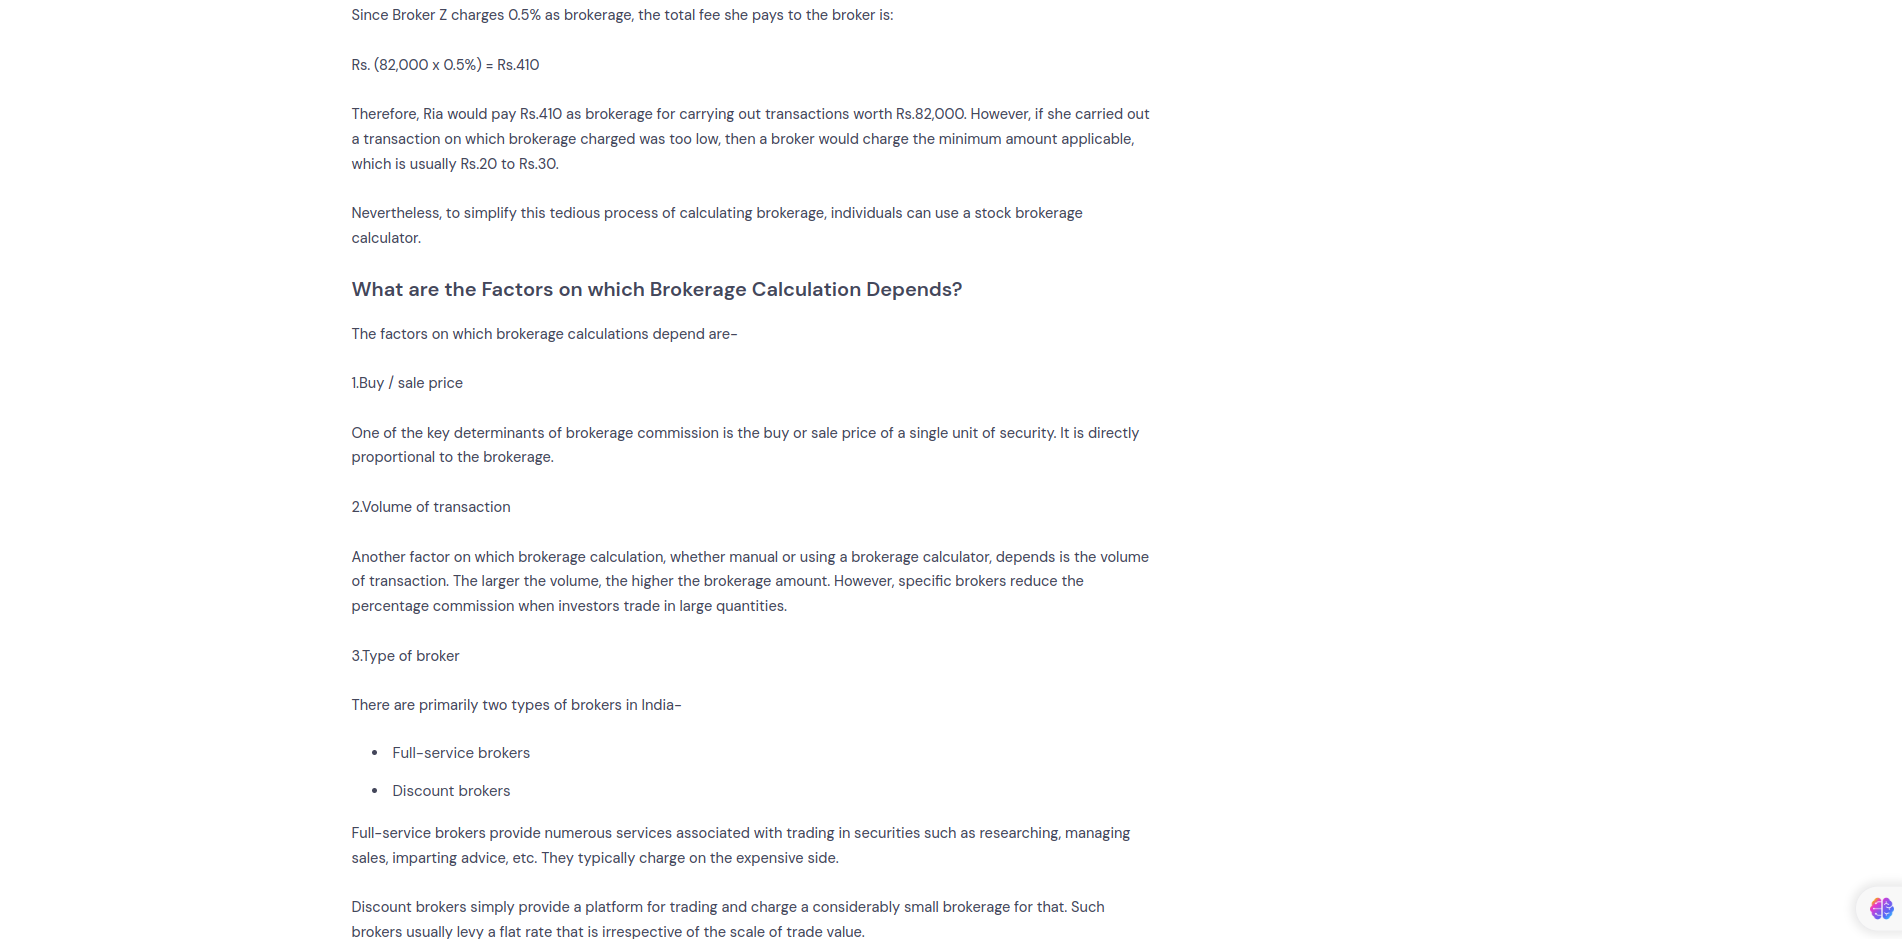 Since Broker Z charges 0.5% as brokerage, the total fee she pays to the broker is:
Rs. (82,000 x 0.5%) = Rs.410
Therefore, Ria would pay Rs.410 as brokerage for carrying out transactions worth Rs.82,000. However, if she carried out
a transaction on which brokerage charged was too low, then a broker would charge the minimum amount applicable,
which is usually Rs.20 to Rs.30.
Nevertheless, to simplify this tedious process of calculating brokerage, individuals can use a stock brokerage
calculator.
What are the Factors on which Brokerage Calculation Depends?
The factors on which brokerage calculations depend are-
1.Buy / sale price
One of the key determinants of brokerage commission is the buy or sale price of a single unit of security. It is directly
proportional to the brokerage.
2.Volume of transaction
Another factor on which brokerage calculation, whether manual or using a brokerage calculator, depends is the volume
of transaction. The larger the volume, the higher the brokerage amount. However, specific brokers reduce the
percentage commission when investors trade in large quantities.
3.Type of broker
There are primarily two types of brokers in India-
• Full-service brokers
• Discount brokers
Full-service brokers provide numerous services associated with trading in securities such as researching, managing
sales, imparting advice, etc. They typically charge on the expensive side.
Discount brokers simply provide a platform for trading and charge a considerably small brokerage for that. Such
brokers usually levy a flat rate that is irrespective of the scale of trade value.